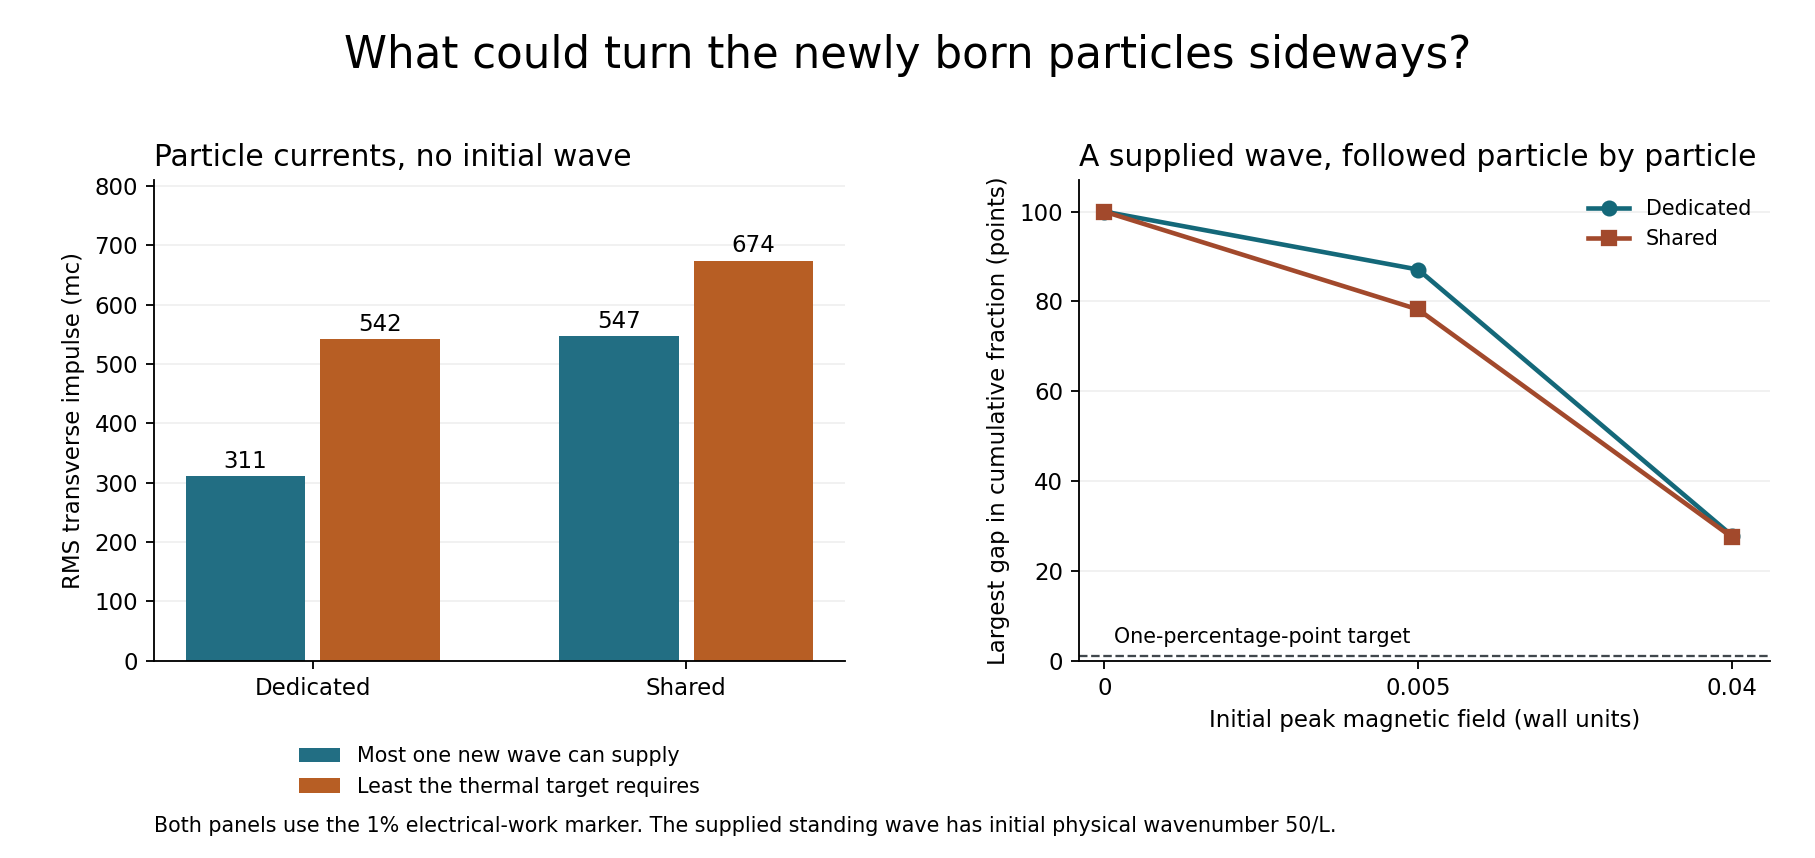 What could turn the newly born particles sideways?
Particle currents, no initial wave
RMS transverse impulse (mc)
800
700
600
500
400
300
200
100
0
311
542
547
674
Dedicated
Shared
Most one new wave can supply
Least the thermal target requires
A supplied wave, followed particle by particle
Largest gap in cumulative fraction (points)
100
80
60
40
20
0
Dedicated
Shared
One-percentage-point target
0
0.005
0.04
Initial peak magnetic field (wall units)
Both panels use the 1% electrical-work marker. The supplied standing wave has initial physical wavenumber 50/L.